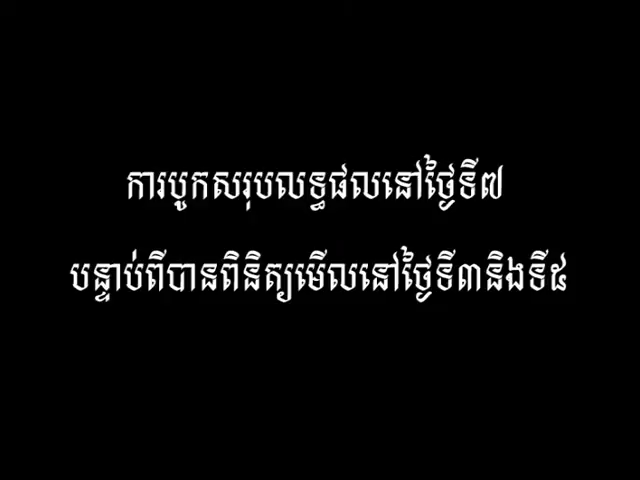 ការបូកសរុបលទ្ធផលនៅថ្ងៃទី៧
បន្ទាប់ពីបានពិនិត្យមើលនៅថ្ងៃទី៣និងទី៥